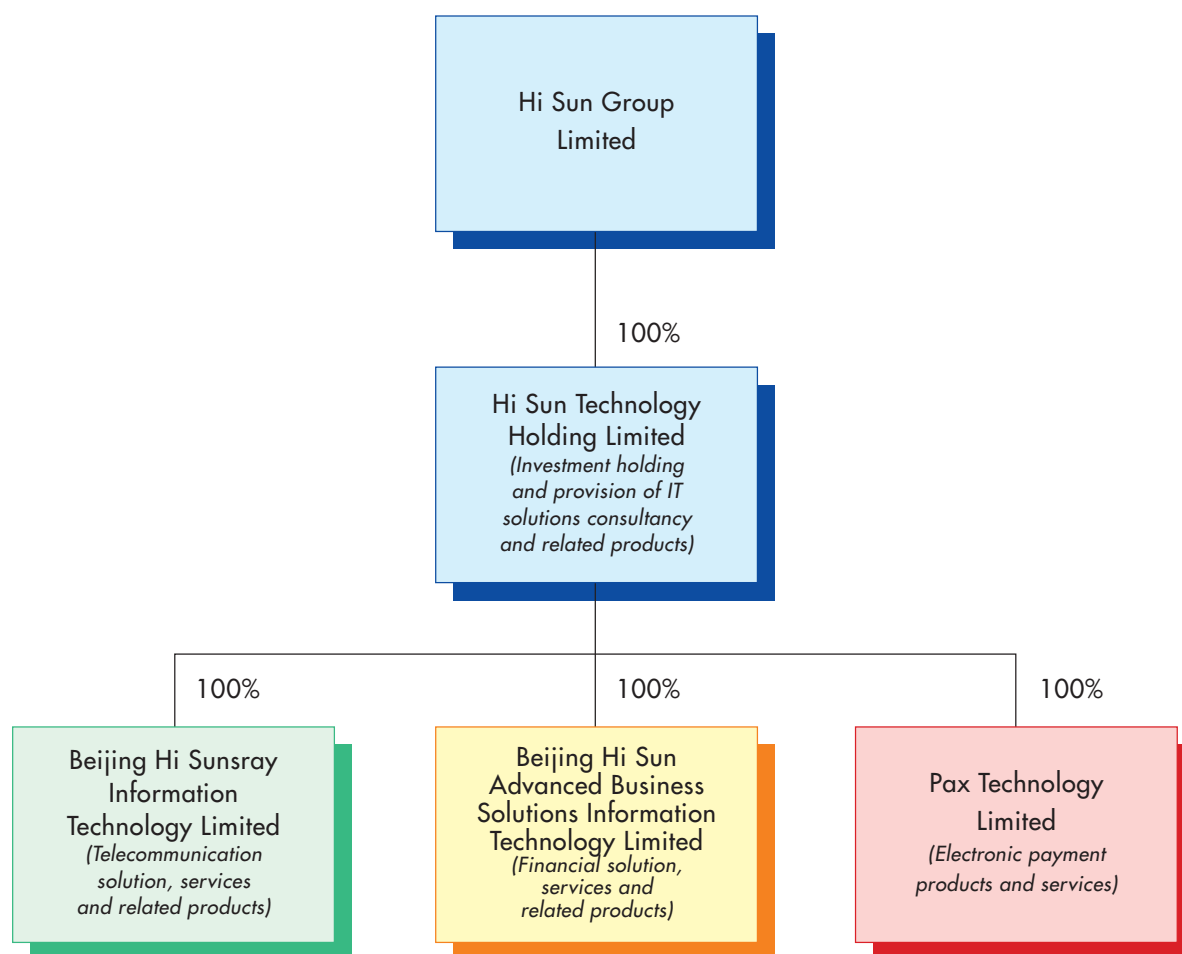 Hi Sun Group
Limited
100%
Hi Sun Technology
Holding Limited
(Investment holding
and provision of IT
solutions consultancy
and related products)
100%
100%
100%
Beijing Hi Sunsray
Information
Technology Limited
(Telecommunication
solution, services
and related products)
Beijing Hi Sun
Advanced Business
Solutions Information
Technology Limited
(Financial solution,
services and
related products)
Pax Technology
Limited
(Electronic payment
products and services)